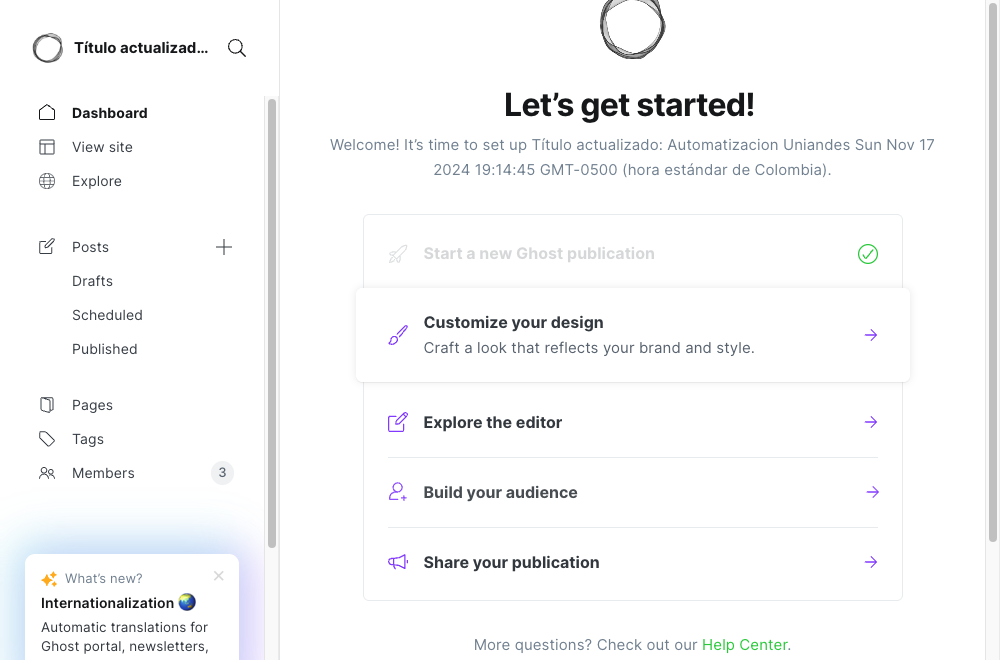 Título actualizad...
Dashboard
View site
Explore
Posts
Drafts
Scheduled
Published
Pages
Tags
Members 3
What's new?
Internationalization
Automatic translations for
Ghost portal, newsletters,
Let's get started!
Welcome! It's time to set up Título actualizado: Automatizacion Uniandes Sun Nov 17
2024 19:14:45 GMT-0500 (hora estándar de Colombia).
Start a new Ghost publication
Customize your design
Craft a look that reflects your brand and style.
Explore the editor
Build your audience
Share your publication
More questions? Check out our Help Center.